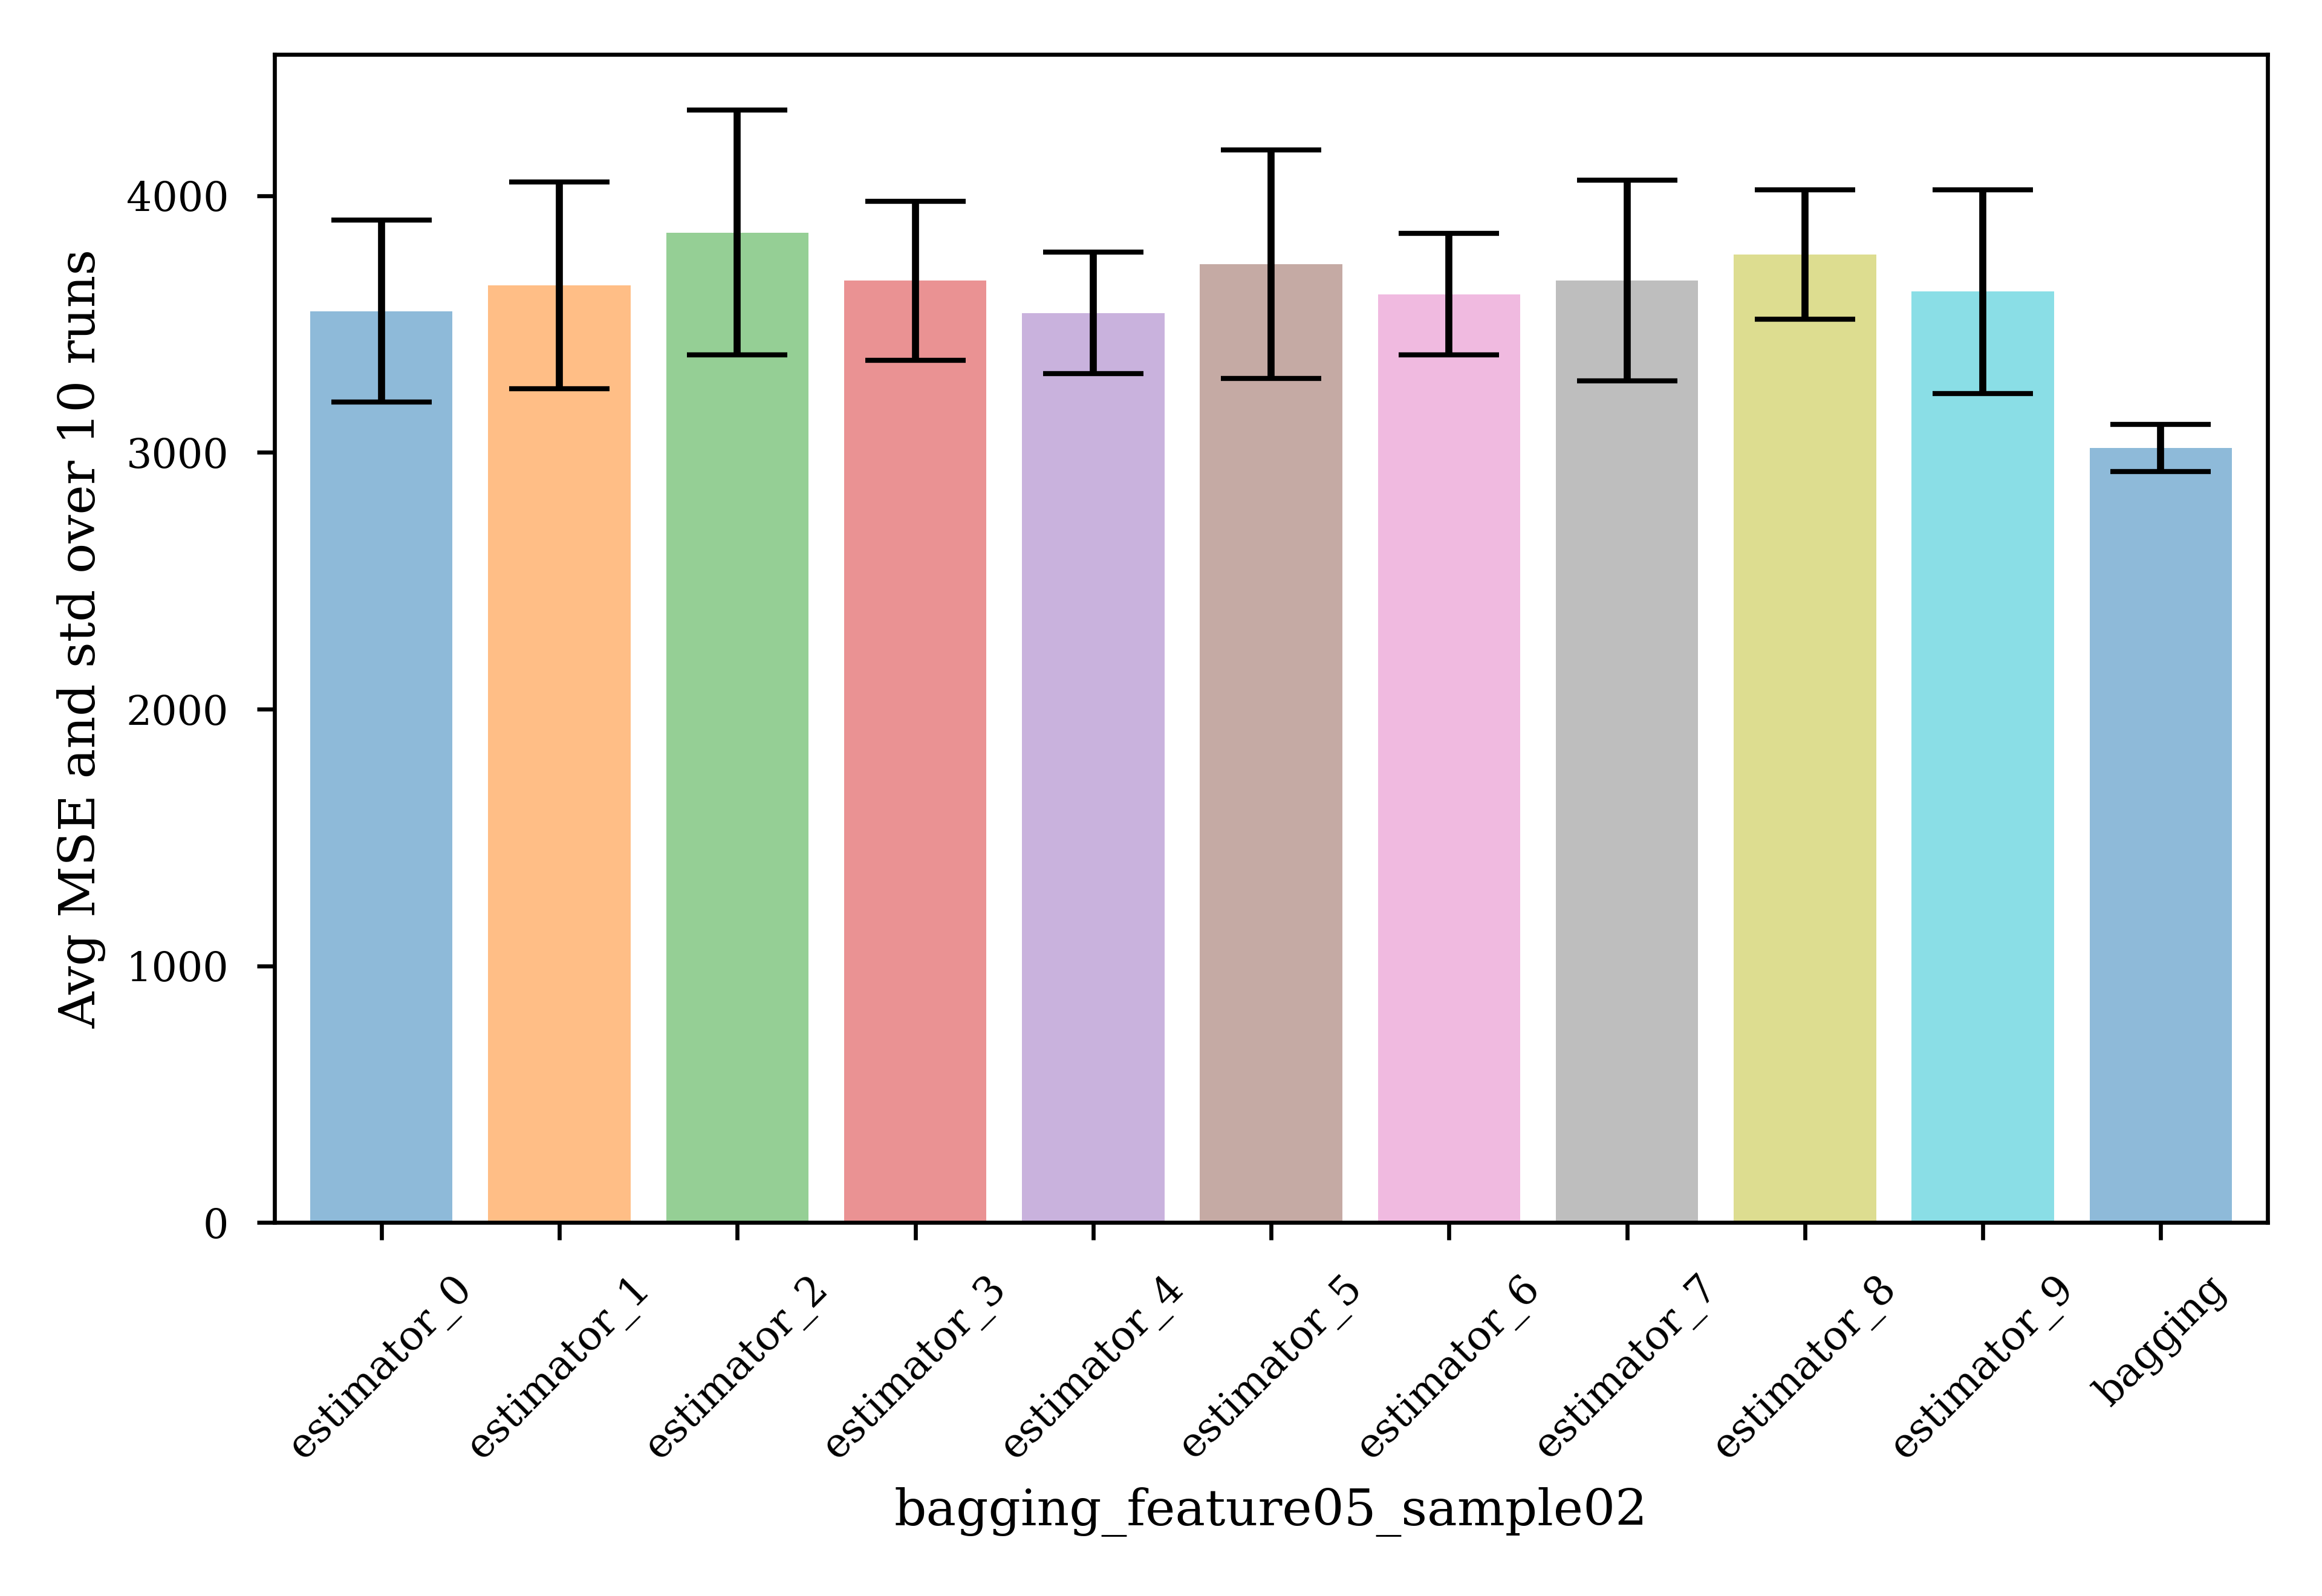 Avg MSE and std over 10 runs
4000
3000
2000
1000
0
estimator_0
estimator_1
estimator_2
estimator_3
estimator_4
estimator_5
estimator_6
estimator_7
estimator_8
estimator_9
bagging
bagging_feature05_sample02